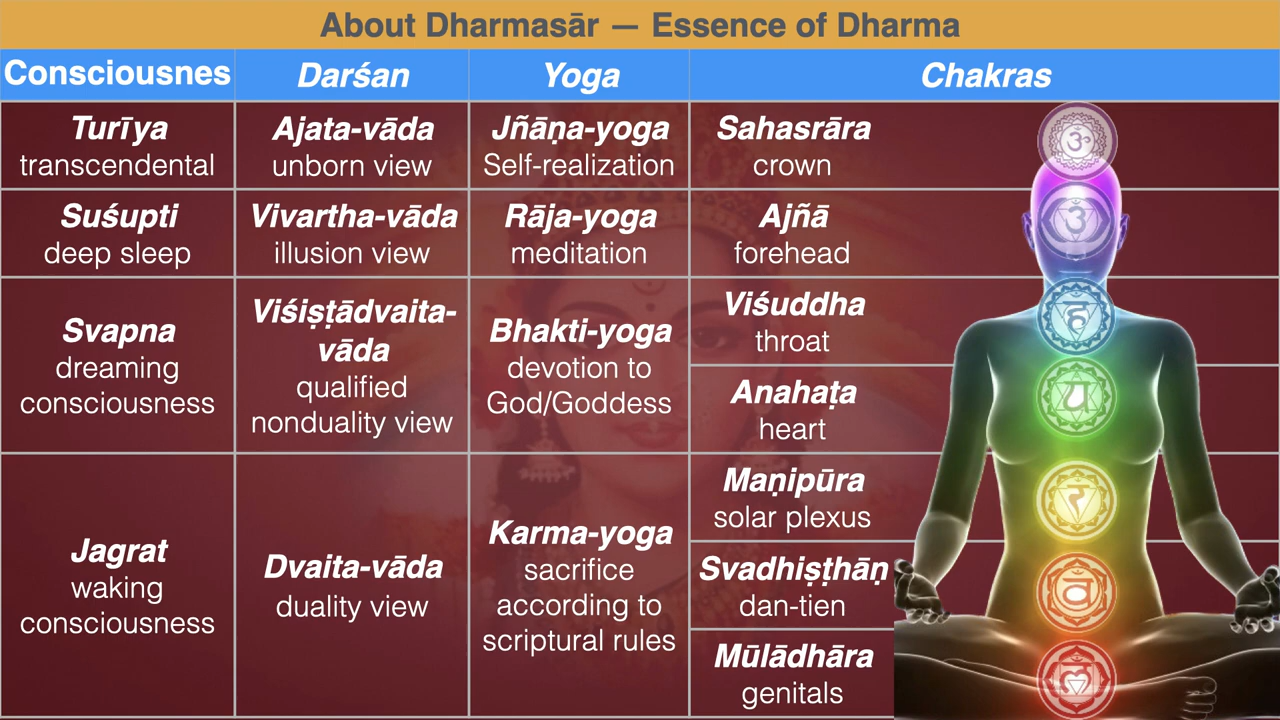 About Dharmasār — Essence of Dharma
Consciousnes Darśan Yoga Chakras
Turīya
transcendental
Ajata-vāda
unborn view
Jñāṇa-yoga
Self-realization
Sahasrāra
crown
Suśupti
deep sleep
Vivartha-vāda
illusion view
Rāja-yoga
meditation
Ajñā
forehead
Svapna
dreaming
consciousness
Viśiṣṭādvaita-
vāda
qualified
nonduality view
Bhakti-yoga
devotion to
God/Goddess
Viśuddha
throat
Anahaṭa
heart
Jagrat
waking
consciousness
Dvaita-vāda
duality view
Karma-yoga
sacrifice
according to
scriptural rules
Maṇipūra
solar plexus
Svadhiṣṭhāṇ
dan-tien
Mūlādhāra
genitals
ॐ
ॐ
हं
यं
रं
वं